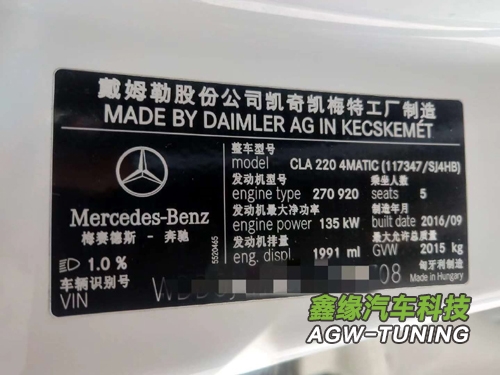 戴姆勒股份公司凯奇凯梅特工厂制造
MADE BY DAIMLER AG IN KECSKEMÉT
整车型号
model CLA 220 4MATIC (117347/SJ4HB)
发动机型号 乘坐人数
engine type 270 920 seats 5
发动机最大净功率 制造年月
engine power 135 kW built 2016/09
发动机排量 最大允许总质量
eng. displ 1991 ml GVW 2015 kg
Mercedes-Benz
梅赛德斯 - 奔驰
5520465
1.0 %
匈牙利制造
Made in Hungary
车辆识别号
VIN
鑫缘汽车科技
AGW-TUNING